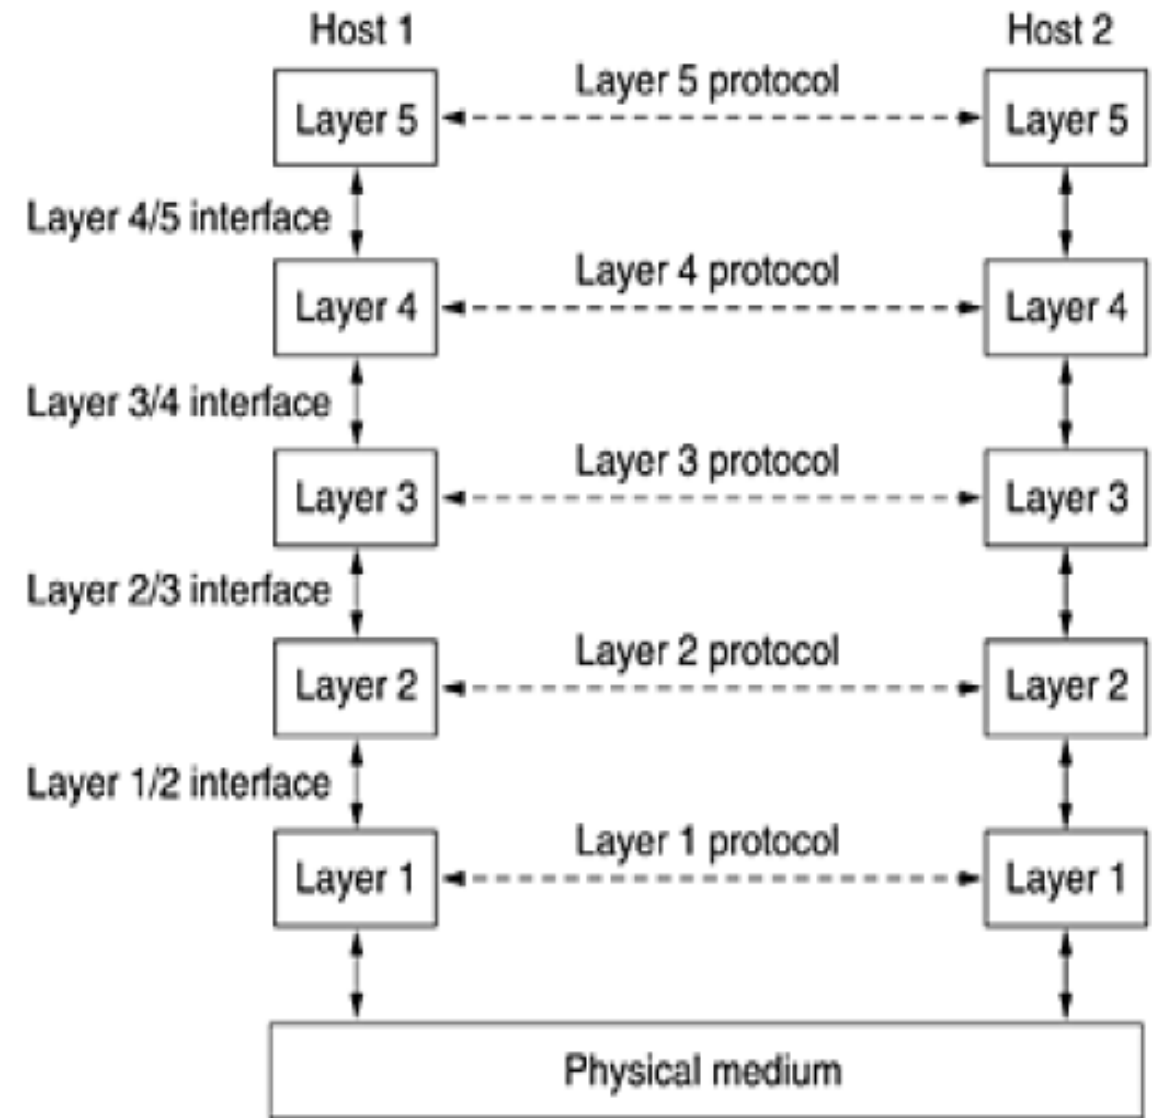 Host 1
Host 2
Layer 5 protocol
Layer 5
Layer 5
Layer 4/5 interface
Layer 4 protocol
Layer 4
Layer 4
Layer 3/4 interface
Layer 3 protocol
Layer 3
Layer 3
Layer 2/3 interface
Layer 2 protocol
Layer 2
Layer 2
Layer 1/2 interface
Layer 1 protocol
Layer 1
Layer 1
Physical medium